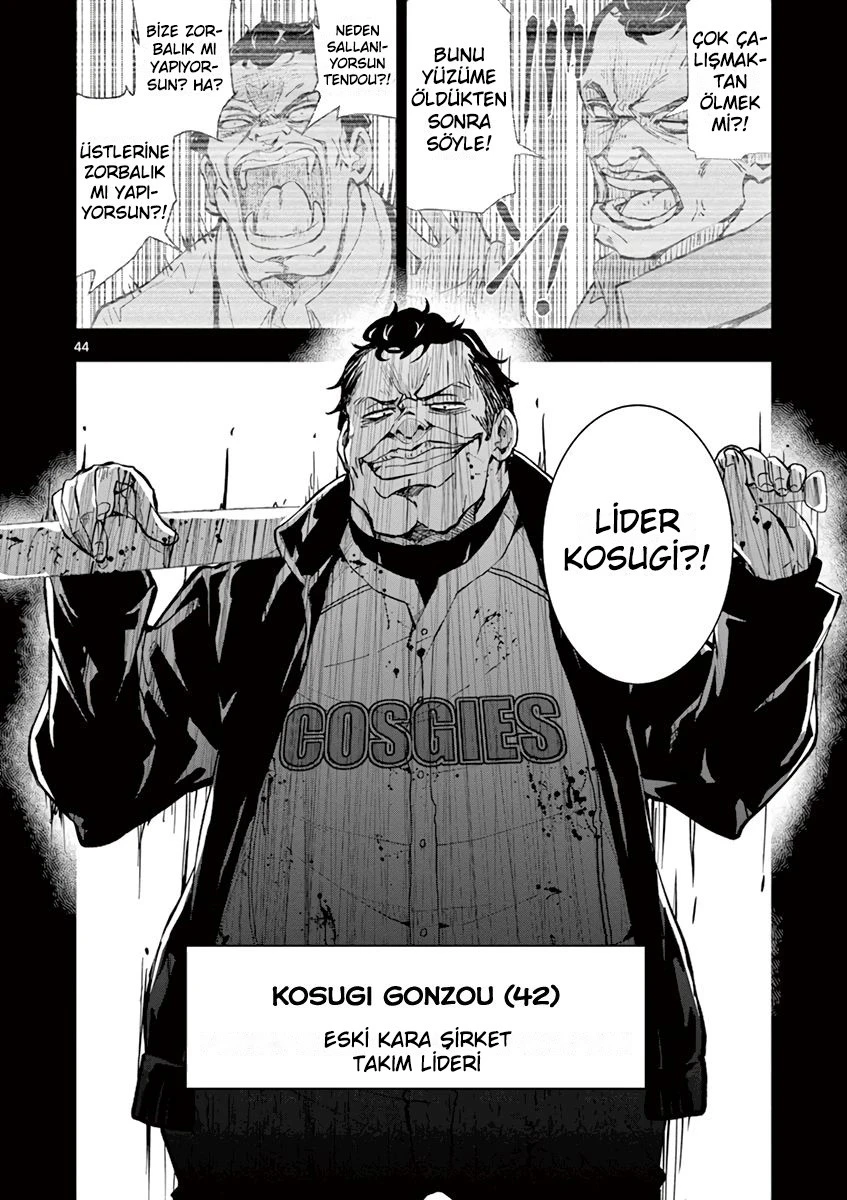 ÇOK ÇA-
LIŞMAK-
TAN
ÖLMEK
Mİ?!
BUNU
YÜZÜME
ÖLDÜKTEN
SONRA
SÖYLE!
NEDEN
SALLANI-
YORSUN
TENDOU?!
BİZE ZOR-
BALIK MI
YAPIYOR-
SUN? HA?
ÜSTLERİNE
ZORBALIK
MI YAPI-
YORSUN?!
44
LİDER
KOSUGİ?!
COSGIES
KOSUGI GONZOU (42)
ESKİ KARA ŞİRKET
TAKIM LİDERİ